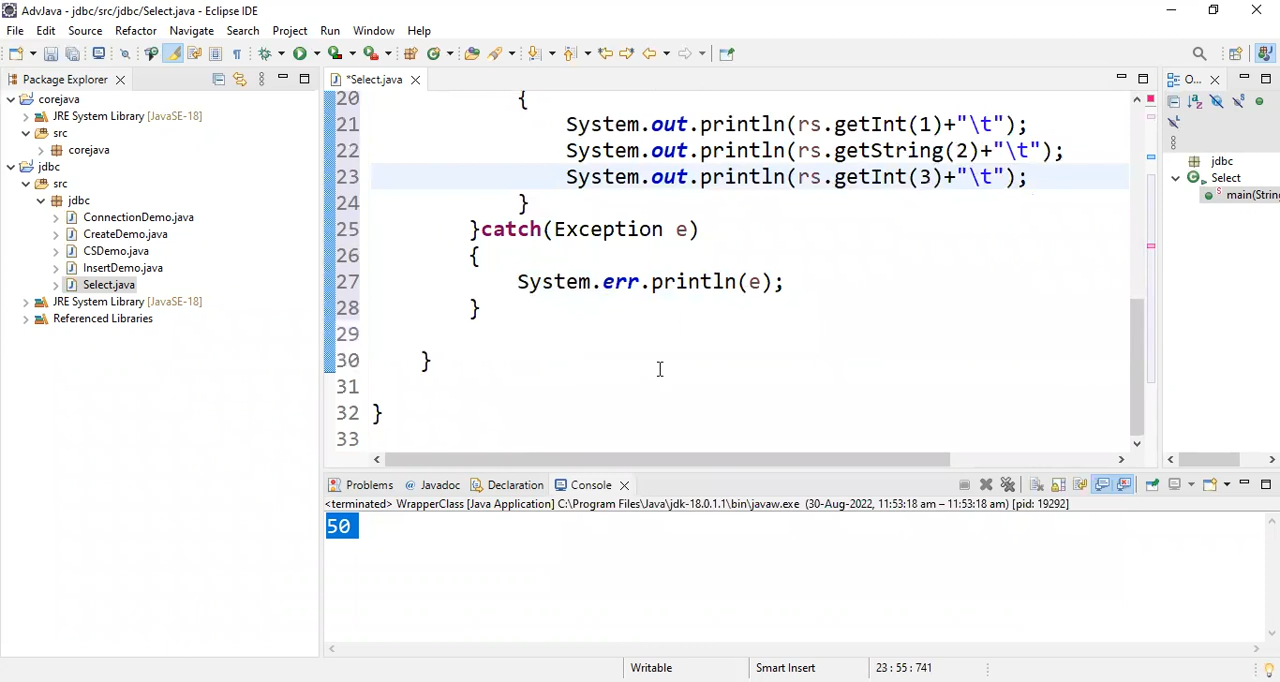 AdvJava - jdbc/src/jdbc/Select.java - Eclipse IDE
File Edit Source Refactor Navigate Search Project Run Window Help
Package Explorer
*Select.java
O...
corejava
JRE System Library [JavaSE-18]
src
corejava
jdbc
src
jdbc
ConnectionDemo.java
CreateDemo.java
CSDemo.java
InsertDemo.java
Select.java
JRE System Library [JavaSE-18]
Referenced Libraries
20 {
21 System.out.println(rs.getInt(1)+"\t");
22 System.out.println(rs.getString(2)+"\t");
23 System.out.println(rs.getInt(3)+"\t");
24 }
25 }catch(Exception e)
26 {
27 System.err.println(e);
28 }
29
30 }
31
32 }
33
jdbc
Select
main(String
Problems Javadoc Declaration Console
<terminated> WrapperClass [Java Application] C:\Program Files\Java\jdk-18.0.1.1\bin\javaw.exe (30-Aug-2022, 11:53:18 am – 11:53:18 am) [pid: 19292]
50
Writable Smart Insert 23 : 55 : 741